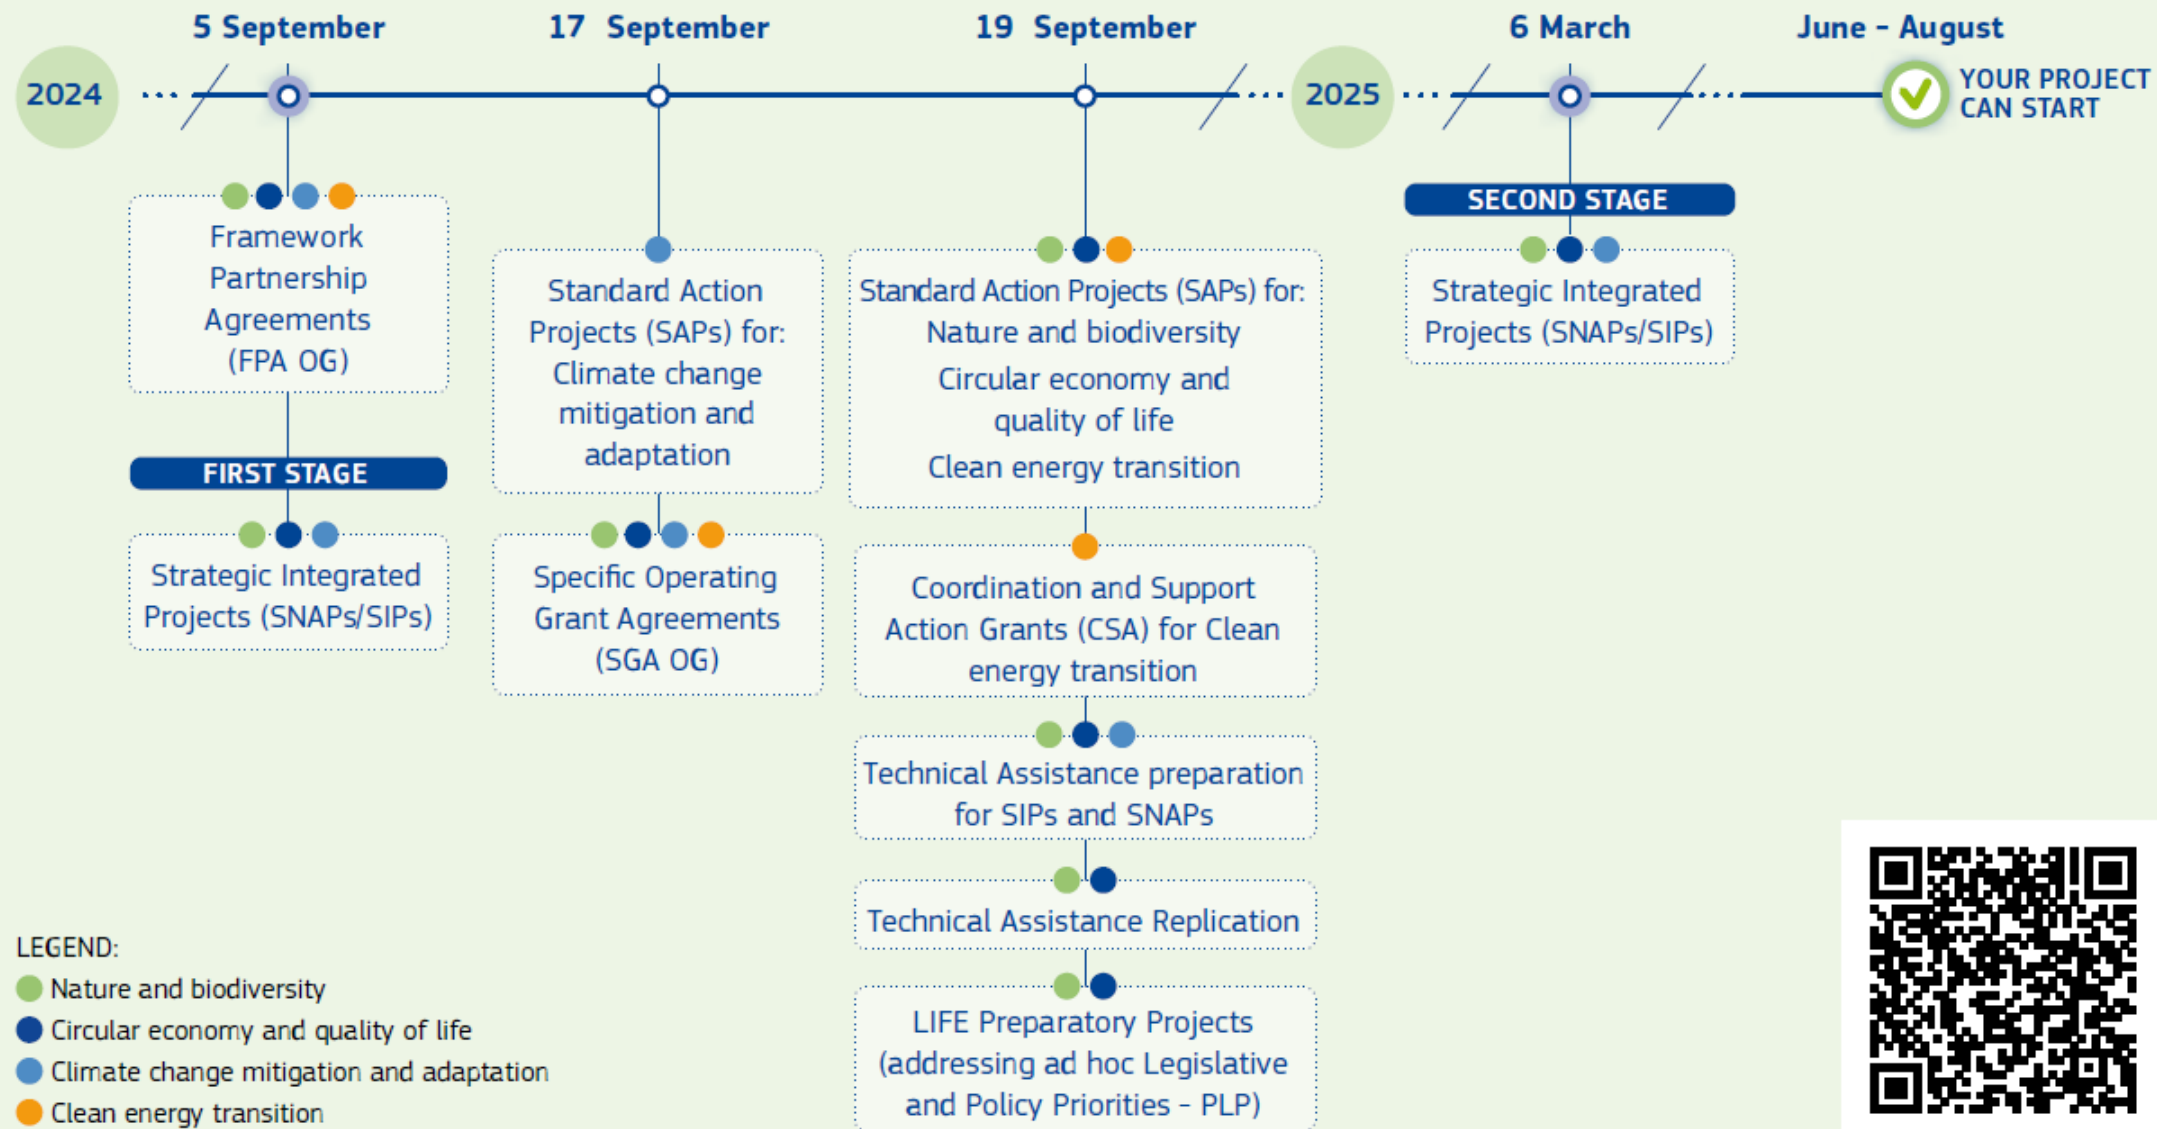 5 September
17 September
19 September
6 March
June - August
2024
2025
YOUR PROJECT
CAN START
Framework
Partnership
Agreements
(FPA OG)
FIRST STAGE
Strategic Integrated
Projects (SNAPs/SIPs)
Standard Action
Projects (SAPs) for:
Climate change
mitigation and
adaptation
Specific Operating
Grant Agreements
(SGA OG)
Standard Action Projects (SAPs) for:
Nature and biodiversity
Circular economy and
quality of life
Clean energy transition
Coordination and Support
Action Grants (CSA) for Clean
energy transition
Technical Assistance preparation
for SIPs and SNAPs
Technical Assistance Replication
LIFE Preparatory Projects
(addressing ad hoc Legislative
and Policy Priorities - PLP)
SECOND STAGE
Strategic Integrated
Projects (SNAPs/SIPs)
LEGEND:
Nature and biodiversity
Circular economy and quality of life
Climate change mitigation and adaptation
Clean energy transition